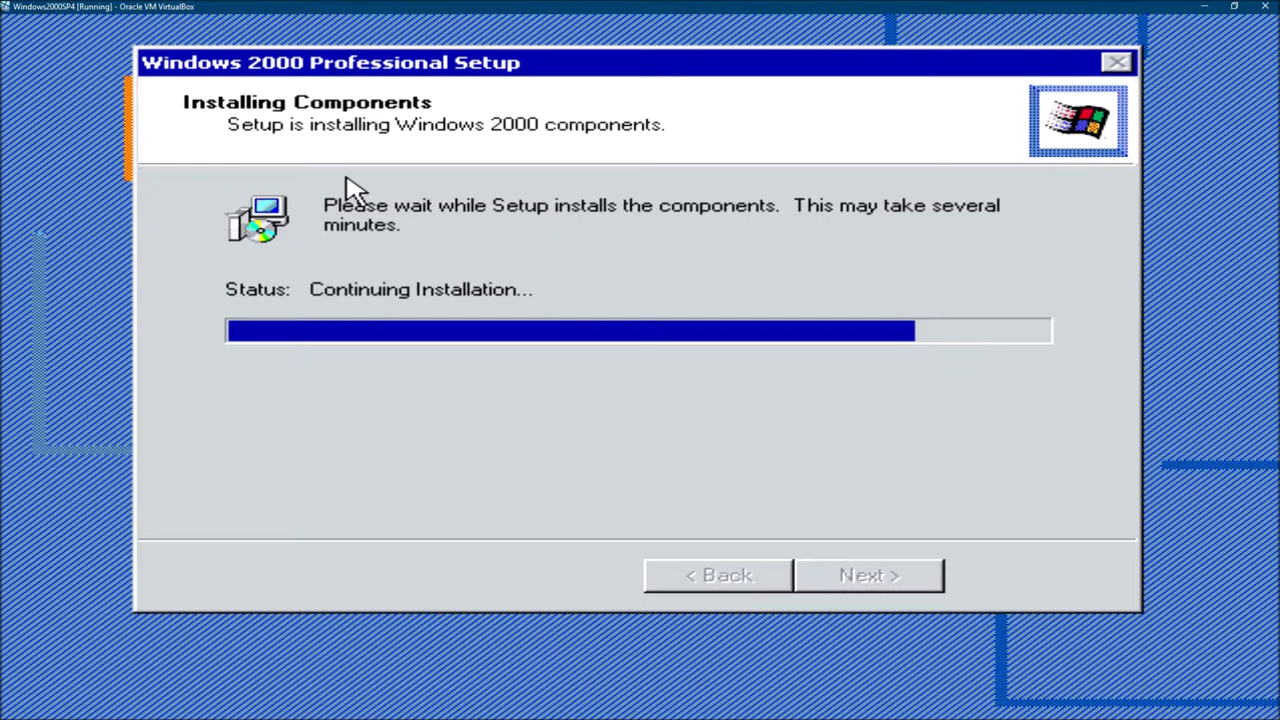 Windows2000SP4 [Running] - Oracle VM VirtualBox
Windows 2000 Professional Setup
Installing Components
Setup is installing Windows 2000 components.
Please wait while Setup installs the components. This may take several
minutes.
Status: Continuing Installation...
< Back
Next >